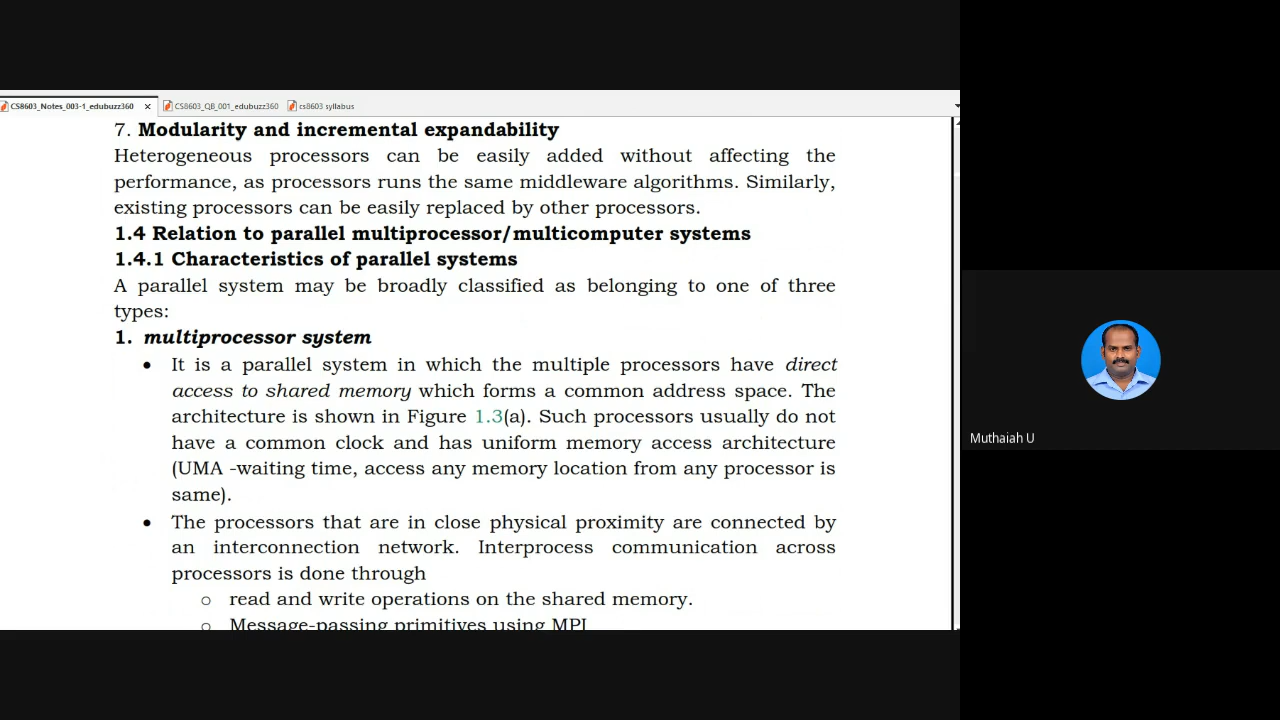 CS8603_Notes_003-1_edubuzz360 × CS8603_QB_001_edubuzz360 cs8603 syllabus
7. Modularity and incremental expandability
Heterogeneous processors can be easily added without affecting the
performance, as processors runs the same middleware algorithms. Similarly,
existing processors can be easily replaced by other processors.
1.4 Relation to parallel multiprocessor/multicomputer systems
1.4.1 Characteristics of parallel systems
A parallel system may be broadly classified as belonging to one of three
types:
1. multiprocessor system
• It is a parallel system in which the multiple processors have direct
access to shared memory which forms a common address space. The
architecture is shown in Figure 1.3(a). Such processors usually do not
have a common clock and has uniform memory access architecture
(UMA -waiting time, access any memory location from any processor is
same).
• The processors that are in close physical proximity are connected by
an interconnection network. Interprocess communication across
processors is done through
o read and write operations on the shared memory.
o Message-passing primitives using MPI
Muthaiah U